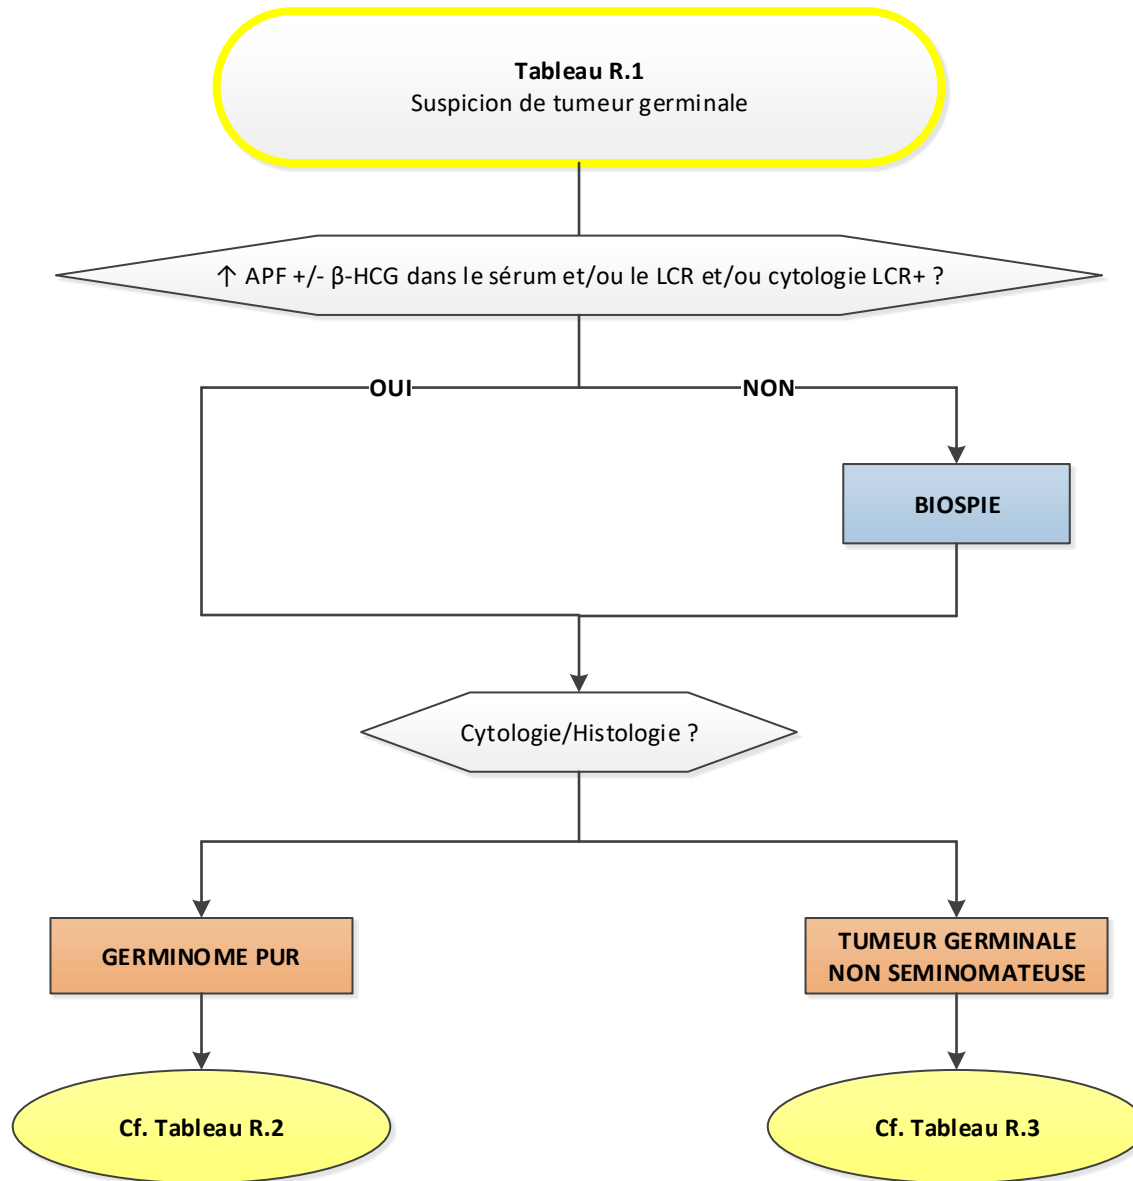 Tableau R.1
Suspicion de tumeur germinale
↑ APF +/- β-HCG dans le sérum et/ou le LCR et/ou cytologie LCR+ ?
OUI
NON
BIOSPIE
Cytologie/Histologie ?
GERMINOME PUR
TUMEUR GERMINALE
NON SEMINOMATEUSE
Cf. Tableau R.2
Cf. Tableau R.3